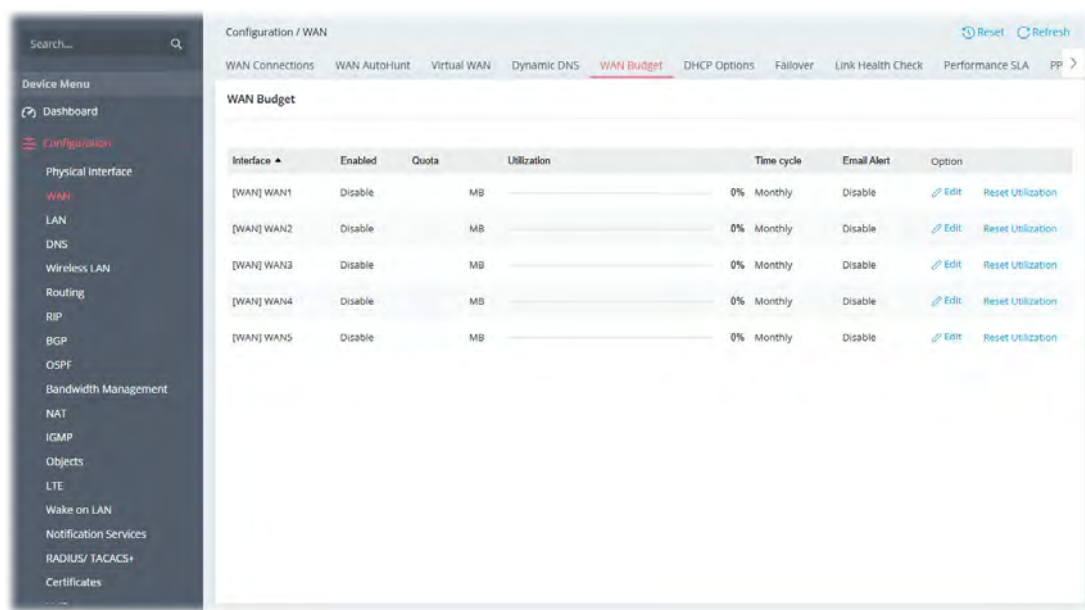 Search...
Device Menu
Dashboard
Configuration
Physical Interface
WAN
LAN
DNS
Wireless LAN
Routing
RIP
BGP
OSPF
Bandwidth Management
NAT
IGMP
Objects
LTE
Wake on LAN
Notification Services
RADIUS/ TACACS+
Certificates
Configuration / WAN Reset Refresh
WAN Connections WAN AutoHunt Virtual WAN Dynamic DNS WAN Budget DHCP Options Failover Link Health Check Performance SLA PP
WAN Budget
Interface Enabled Quota Utilization Time cycle Email Alert Option
[WAN] WAN1 Disable MB 0% Monthly Disable Edit Reset Utilization
[WAN] WAN2 Disable MB 0% Monthly Disable Edit Reset Utilization
[WAN] WAN3 Disable MB 0% Monthly Disable Edit Reset Utilization
[WAN] WAN4 Disable MB 0% Monthly Disable Edit Reset Utilization
[WAN] WAN5 Disable MB 0% Monthly Disable Edit Reset Utilization